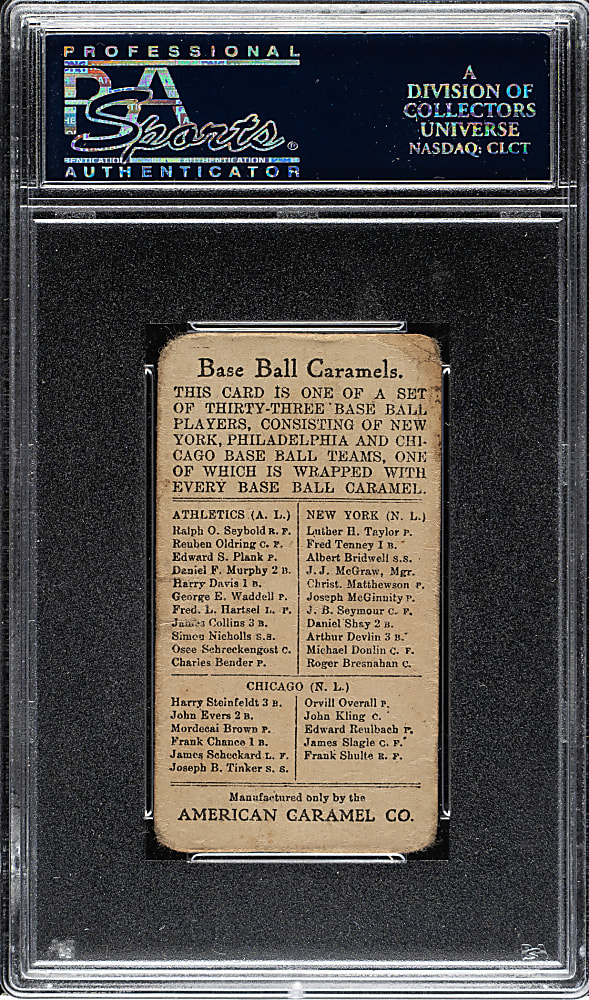 PROFESSIONAL
PSA
Sports®
AUTHENTICATOR
A
DIVISION OF
COLLECTORS
UNIVERSE
NASDAQ: CLCT
Base Ball Caramels.
THIS CARD IS ONE OF A SET
OF THIRTY-THREE BASE BALL
PLAYERS, CONSISTING OF NEW
YORK, PHILADELPHIA AND CHI-
CAGO BASE BALL TEAMS, ONE
OF WHICH IS WRAPPED WITH
EVERY BASE BALL CARAMEL.
ATHLETICS (A. L.)
Ralph O. Seybold R. F.
Reuben Oldring C. F.
Edward S. Plank P.
Daniel F. Murphy 2 B.
Harry Davis 1 B.
George E. Waddell P.
Fred. L. Hartsel L. F.
James Collins 3 B.
Simon Nicholls S.S.
Osee Schreckengost C.
Charles Bender P.
NEW YORK (N. L.)
Luther H. Taylor P.
Fred Tenney 1 B.
Albert Bridwell S.S.
J. J. McGraw, Mgr.
Christ. Matthewson P.
Joseph McGinnity P.
J. B. Seymour C. F.
Daniel Shay 2 B.
Arthur Devlin 3 B.
Michael Donlin C. F.
Roger Bresnahan C.
CHICAGO (N. L.)
Harry Steinfeldt 3 B.
John Evers 2 B.
Mordecai Brown P.
Frank Chance 1 B.
James Scheckard L. F.
Joseph B. Tinker S. S.
Orvill Overall P.
John Kling C.
Edward Reulbach P.
James Slagle C. F.
Frank Shulte R. F.
Manufactured only by the
AMERICAN CARAMEL CO.